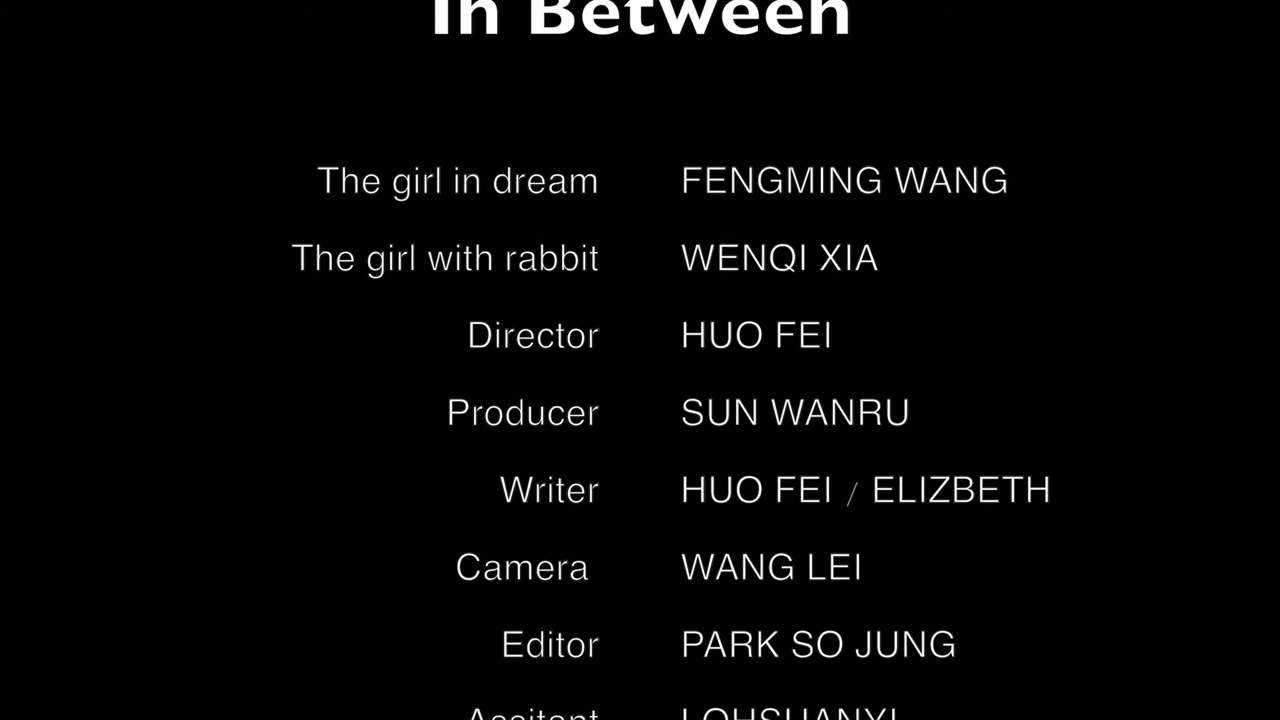 In Between
The girl in dream FENGMING WANG
The girl with rabbit WENQI XIA
Director HUO FEI
Producer SUN WANRU
Writer HUO FEI / ELIZBETH
Camera WANG LEI
Editor PARK SO JUNG
Assitant